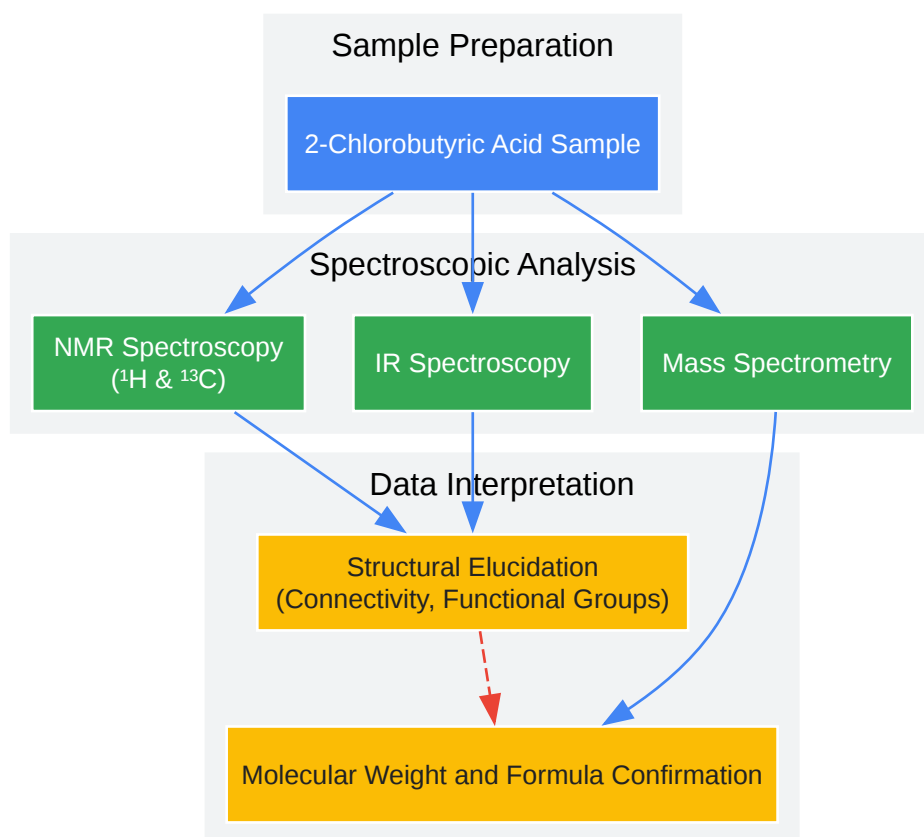 Sample Preparation
2-Chlorobutyric Acid Sample
Spectroscopic Analysis
NMR Spectroscopy
(¹H & ¹³C)
IR Spectroscopy
Mass Spectrometry
Data Interpretation
Structural Elucidation
(Connectivity, Functional Groups)
Molecular Weight and Formula Confirmation